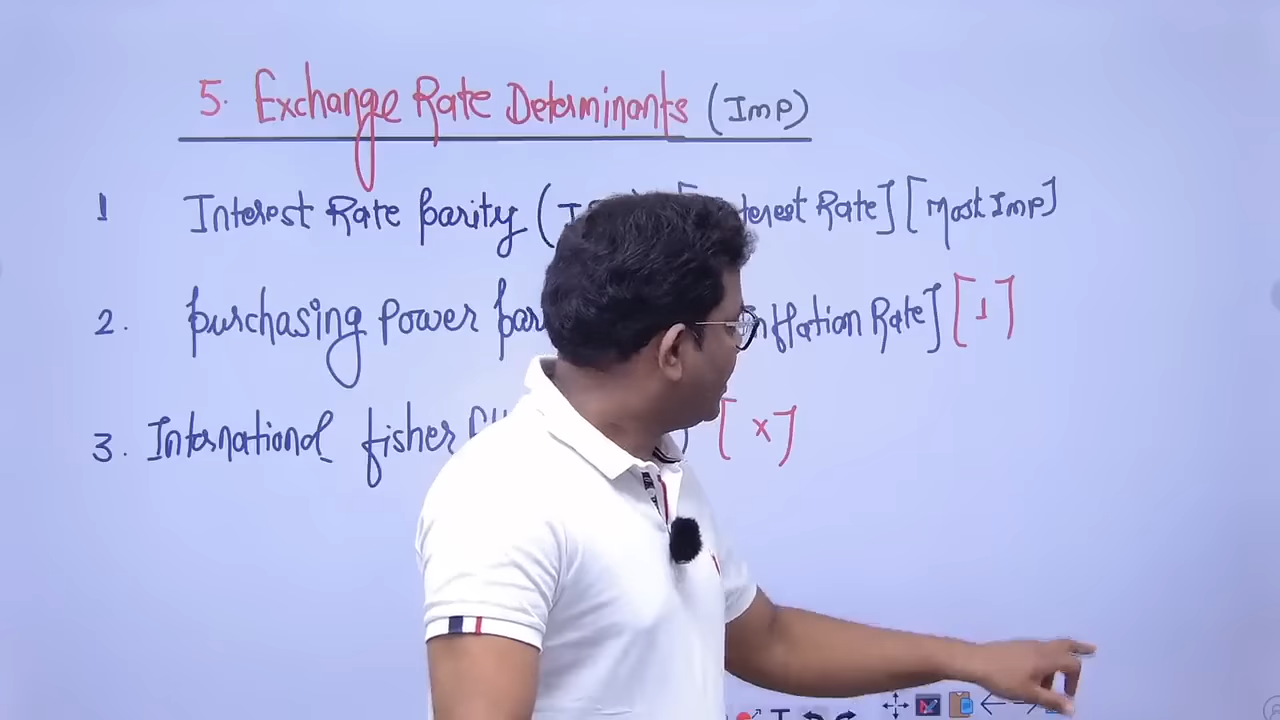 5. Exchange Rate Determinants (Imp)
1 Interest Rate parity ( terest Rate] [Most Imp]
2. purchasing power par nflation Rate] [1]
3. International fisher ) [x]